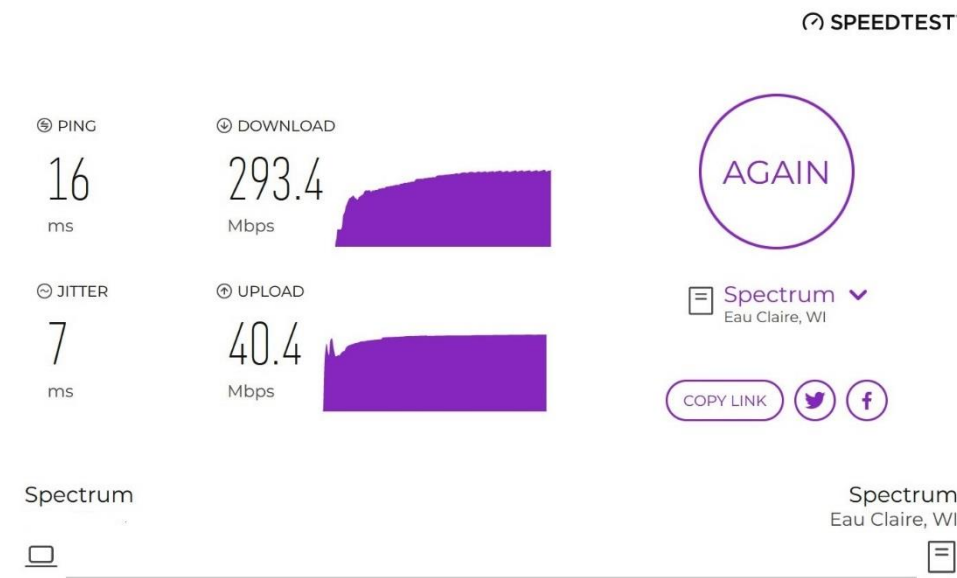 SPEEDTEST
PING
16
ms
DOWNLOAD
293.4
Mbps
AGAIN
JITTER
7
ms
UPLOAD
40.4
Mbps
Spectrum
Eau Claire, WI
COPY LINK
Spectrum
Spectrum
Eau Claire, WI